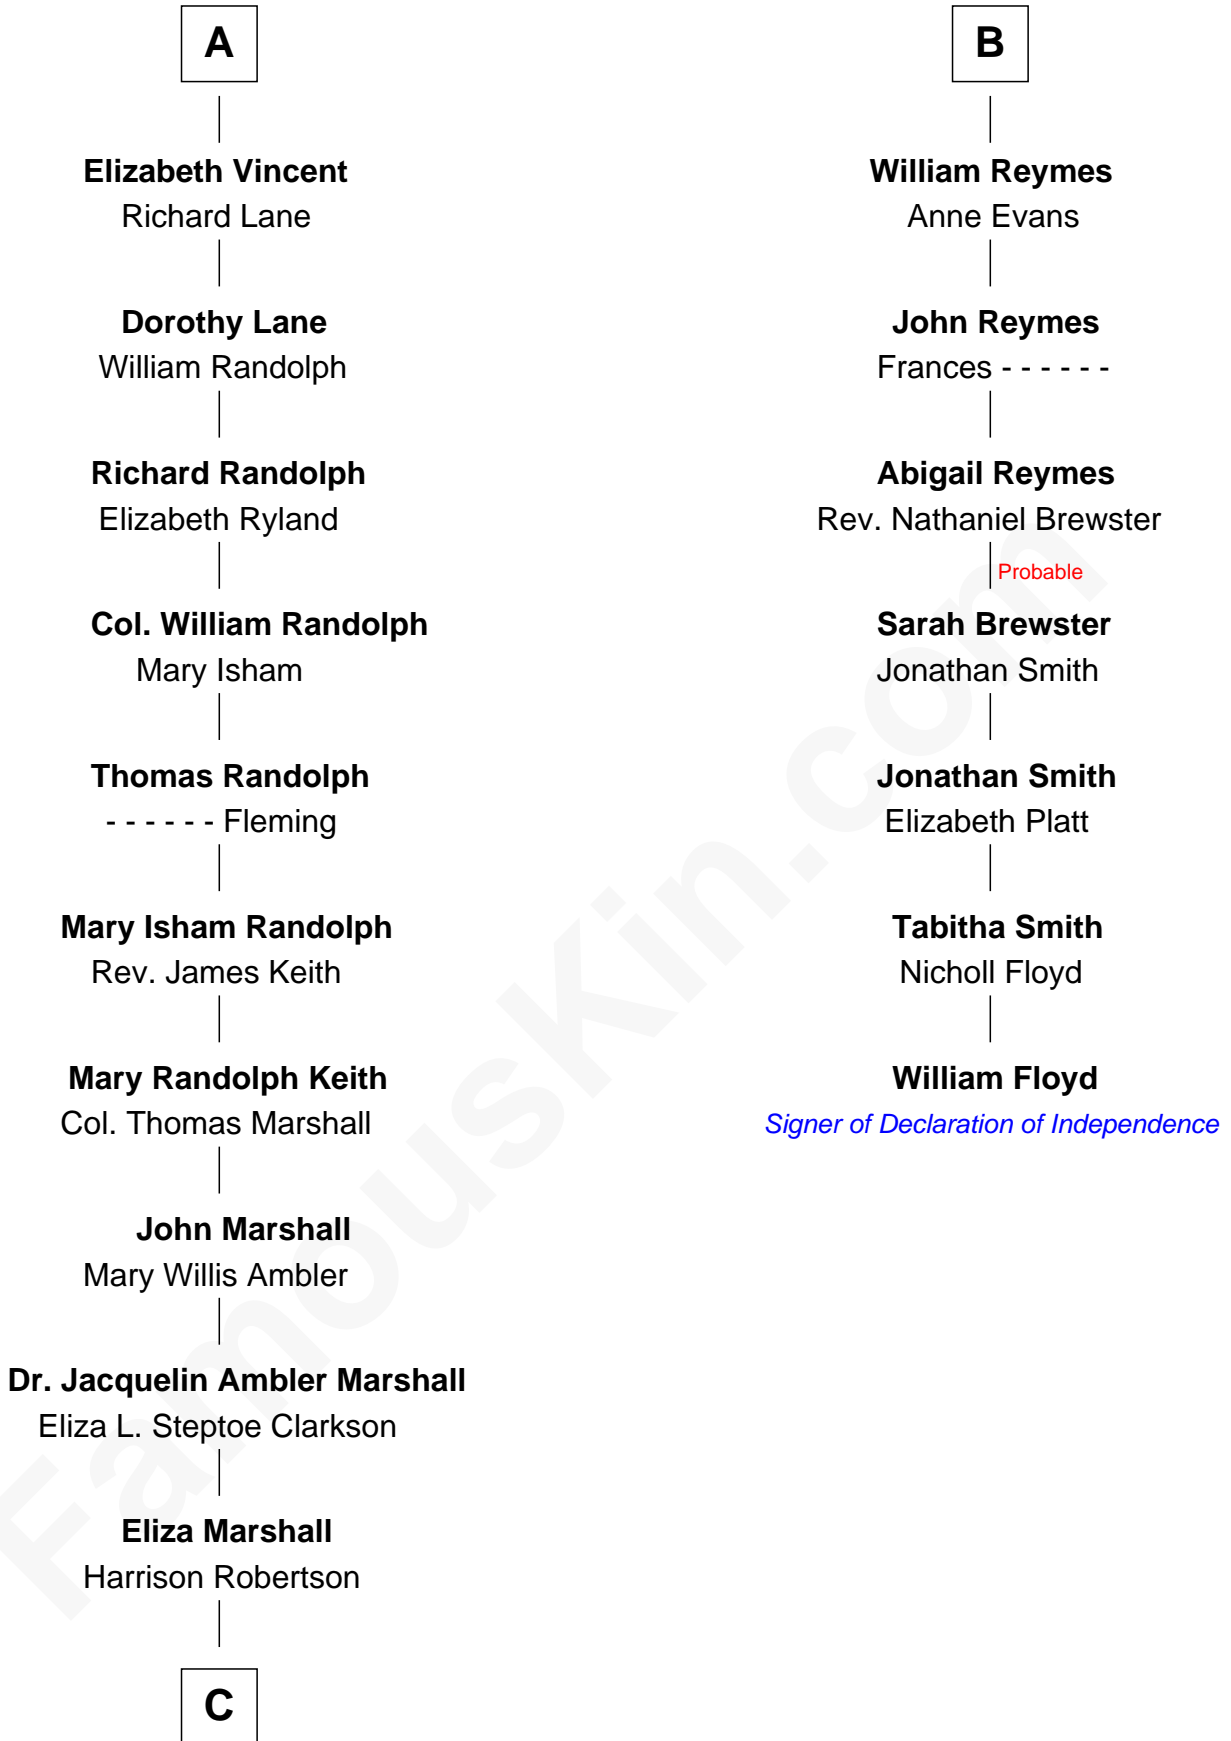 A
Elizabeth Vincent
Richard Lane
Dorothy Lane
William Randolph
Richard Randolph
Elizabeth Ryland
Col. William Randolph
Mary Isham
Thomas Randolph
- - - - - - Fleming
Mary Isham Randolph
Rev. James Keith
Mary Randolph Keith
Col. Thomas Marshall
John Marshall
Mary Willis Ambler
Dr. Jacquelin Ambler Marshall
Eliza L. Steptoe Clarkson
Eliza Marshall
Harrison Robertson
C
B
William Reymes
Anne Evans
John Reymes
Frances - - - - - -
Abigail Reymes
Rev. Nathaniel Brewster
Probable
Sarah Brewster
Jonathan Smith
Jonathan Smith
Elizabeth Platt
Tabitha Smith
Nicholl Floyd
William Floyd
Signer of Declaration of Independence
FamousKin.com